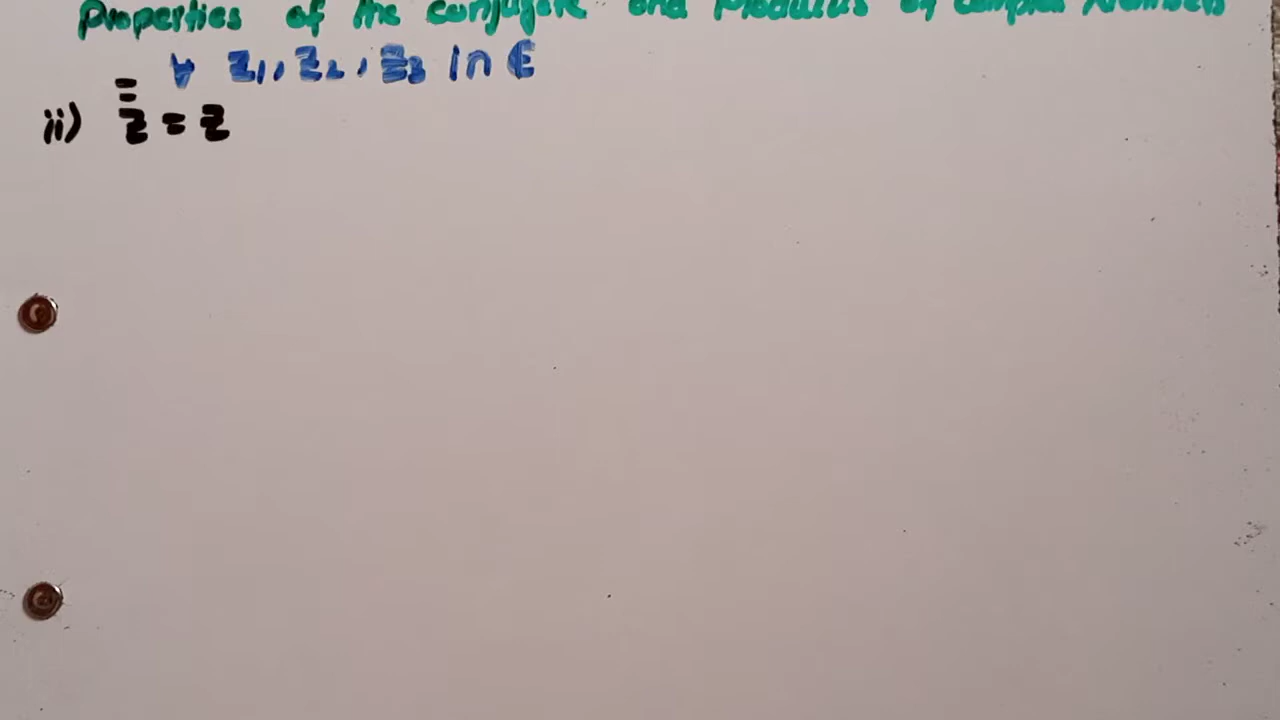 Properties of the Conjugate and Modulus of Complex Numbers
∀ z₁, z₂, z₃ in ℂ
ii) z̿ = z